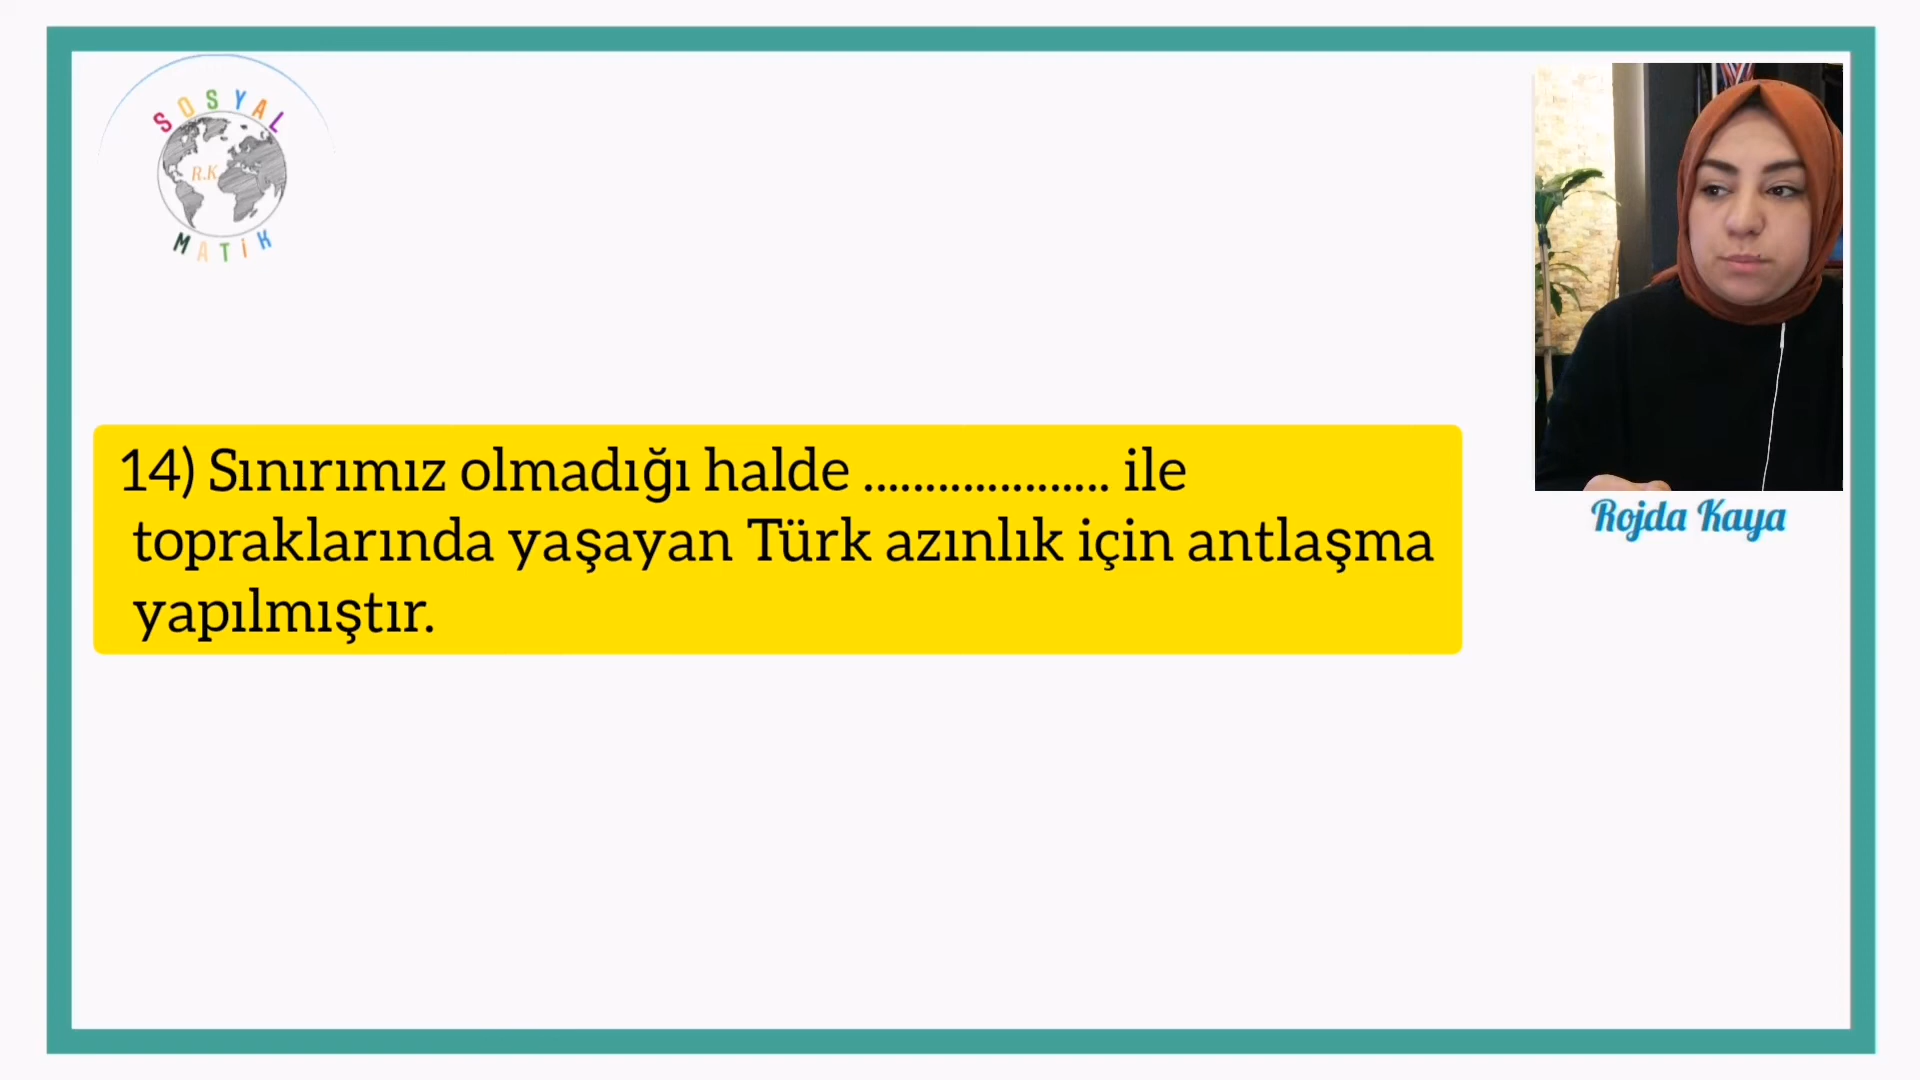 SOSYAL
R.K.
MATİK
14) Sınırımız olmadığı halde .................... ile
topraklarında yaşayan Türk azınlık için antlaşma
yapılmıştır.
Rojda Kaya